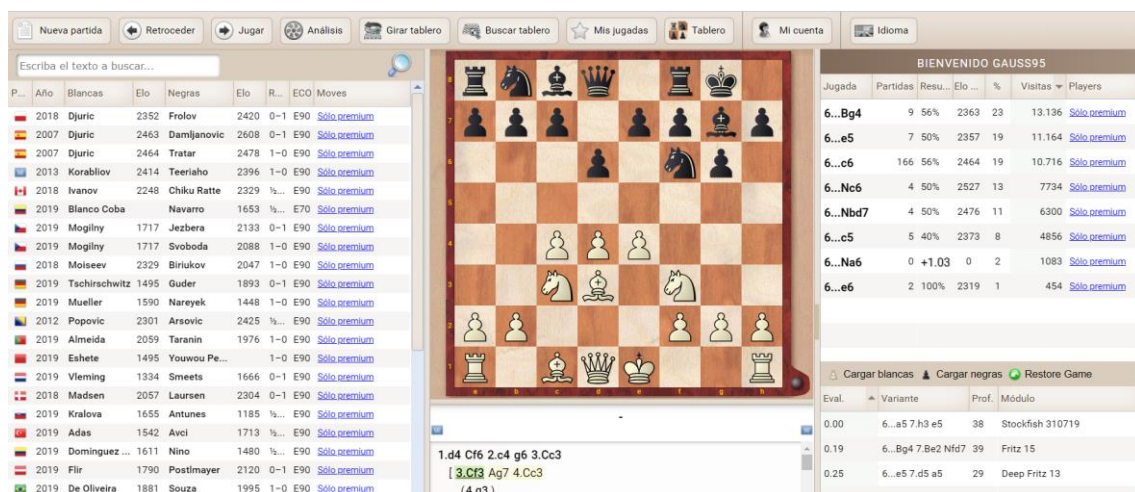 Nueva partida Retroceder Jugar Análisis Girar tablero Buscar tablero Mis jugadas Tablero Mi cuenta Idioma
Escriba el texto a buscar...
P... Año Blancas Elo Negras Elo R... ECO Moves
2018 Djuric 2352 Frolov 2420 0-1 E90 Sólo premium
2007 Djuric 2463 Damljanovic 2608 0-1 E90 Sólo premium
2007 Djuric 2464 Tratar 2478 1-0 E90 Sólo premium
2013 Korabliov 2414 Teeriaho 2396 1-0 E90 Sólo premium
2018 Ivanov 2248 Chiku Ratte 2329 ½... E90 Sólo premium
2019 Blanco Coba Navarro 1653 ½... E70 Sólo premium
2019 Mogilny 1717 Jezbera 2133 0-1 E90 Sólo premium
2019 Mogilny 1717 Svoboda 2088 1-0 E90 Sólo premium
2018 Moiseev 2329 Biriukov 2047 1-0 E90 Sólo premium
2019 Tschirschwitz 1495 Guder 1893 0-1 E90 Sólo premium
2019 Mueller 1590 Nareyek 1448 1-0 E90 Sólo premium
2012 Popovic 2301 Arsovic 2425 ½... E90 Sólo premium
2019 Almeida 2059 Taranin 1976 1-0 E90 Sólo premium
2019 Eshete 1495 Youwou Pe... 1-0 E90 Sólo premium
2019 Vleming 1334 Smeets 1666 0-1 E90 Sólo premium
2018 Madsen 2057 Laursen 2304 0-1 E90 Sólo premium
2019 Kralova 1655 Antunes 1185 ½... E90 Sólo premium
2019 Adas 1542 Avci 1713 ½... E90 Sólo premium
2019 Dominguez ... 1611 Nino 1480 ½... E90 Sólo premium
2019 Flir 1790 Postlmayer 2120 0-1 E90 Sólo premium
2019 De Oliveira 1881 Souza 1995 1-0 E90 Sólo premium
8
7
6
5
4
3
2
1
a b c d e f g h
-
1.d4 Cf6 2.c4 g6 3.Cc3
[ 3.Cf3 Ag7 4.Cc3
(4.g3 )
BIENVENIDO GAUSS95
Jugada Partidas Resu... Elo ... % Visitas Players
6...Bg4 9 56% 2363 23 13.136 Sólo premium
6...e5 7 50% 2357 19 11.164 Sólo premium
6...c6 166 56% 2464 19 10.716 Sólo premium
6...Nc6 4 50% 2527 13 7734 Sólo premium
6...Nbd7 4 50% 2476 11 6300 Sólo premium
6...c5 5 40% 2373 8 4856 Sólo premium
6...Na6 0 +1.03 0 2 1083 Sólo premium
6...e6 2 100% 2319 1 454 Sólo premium
Cargar blancas Cargar negras Restore Game
Eval. Variante Prof. Módulo
0.00 6...a5 7.h3 e5 38 Stockfish 310719
0.19 6...Bg4 7.Be2 Nfd7 39 Fritz 15
0.25 6...e5 7.d5 a5 29 Deep Fritz 13